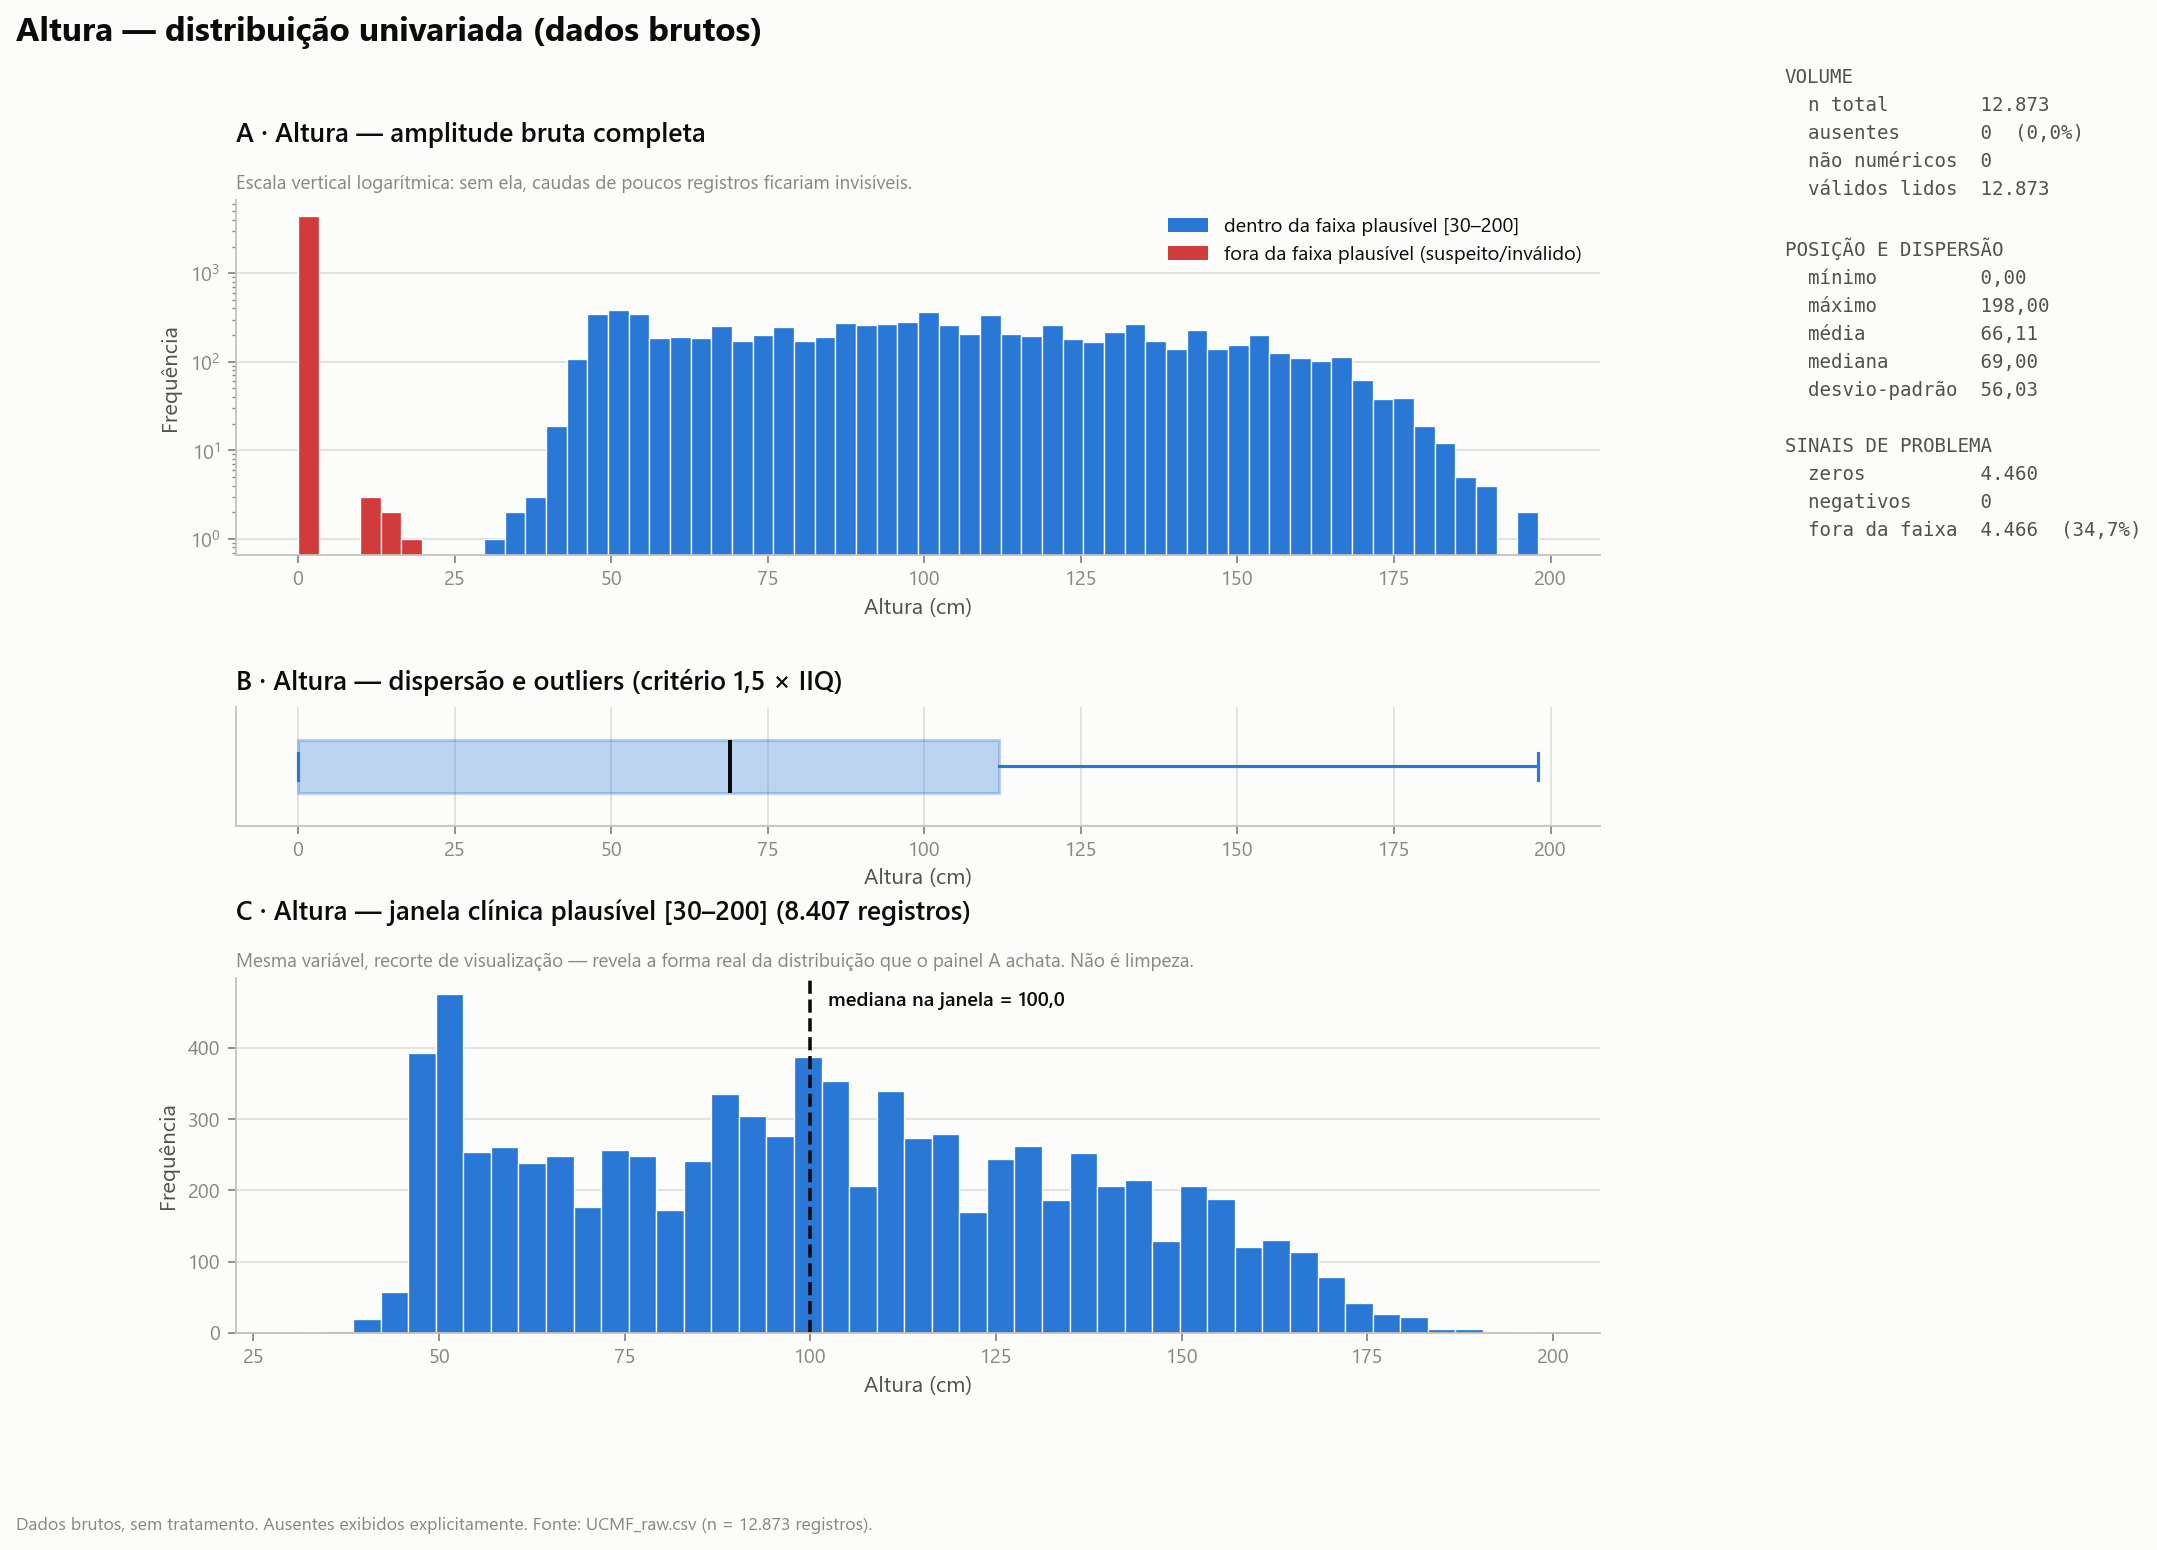 Altura — distribuição univariada (dados brutos)
VOLUME
n total 12.873
ausentes 0 (0,0%)
não numéricos 0
válidos lidos 12.873
POSIÇÃO E DISPERSÃO
mínimo 0,00
máximo 198,00
média 66,11
mediana 69,00
desvio-padrão 56,03
SINAIS DE PROBLEMA
zeros 4.460
negativos 0
fora da faixa 4.466 (34,7%)
A · Altura — amplitude bruta completa
Escala vertical logarítmica: sem ela, caudas de poucos registros ficariam invisíveis.
dentro da faixa plausível [30–200]
fora da faixa plausível (suspeito/inválido)
Frequência
10³
10²
10¹
10⁰
0 25 50 75 100 125 150 175 200
Altura (cm)
B · Altura — dispersão e outliers (critério 1,5 × IIQ)
0 25 50 75 100 125 150 175 200
Altura (cm)
C · Altura — janela clínica plausível [30–200] (8.407 registros)
Mesma variável, recorte de visualização — revela a forma real da distribuição que o painel A achata. Não é limpeza.
mediana na janela = 100,0
Frequência
400
300
200
100
0
25 50 75 100 125 150 175 200
Altura (cm)
Dados brutos, sem tratamento. Ausentes exibidos explicitamente. Fonte: UCMF_raw.csv (n = 12.873 registros).